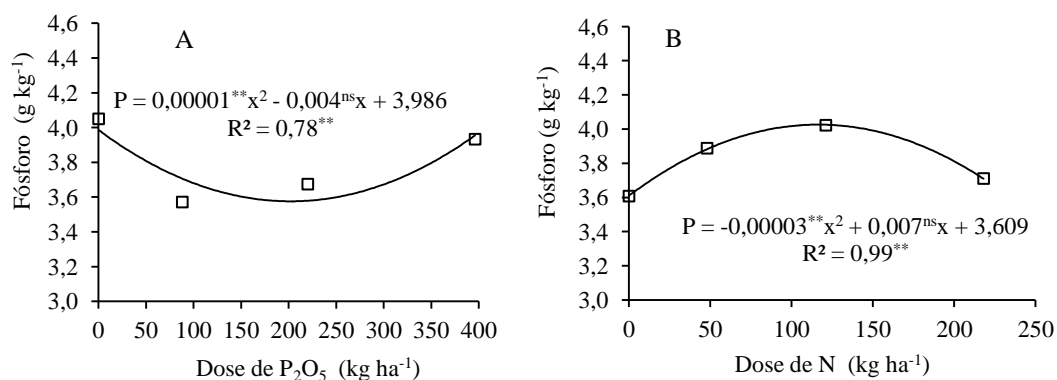 A
Fósforo (g kg-1)
4,6
4,4
4,2
4,0
3,8
3,6
3,4
3,2
3,0
P = 0,00001**x2 - 0,004nsx + 3,986
R² = 0,78**
0 50 100 150 200 250 300 350 400
Dose de P2O5 (kg ha-1)
B
Fósforo (g kg-1)
4,6
4,4
4,2
4,0
3,8
3,6
3,4
3,2
3,0
P = -0,00003**x2 + 0,007nsx + 3,609
R² = 0,99**
0 50 100 150 200 250
Dose de N (kg ha-1)